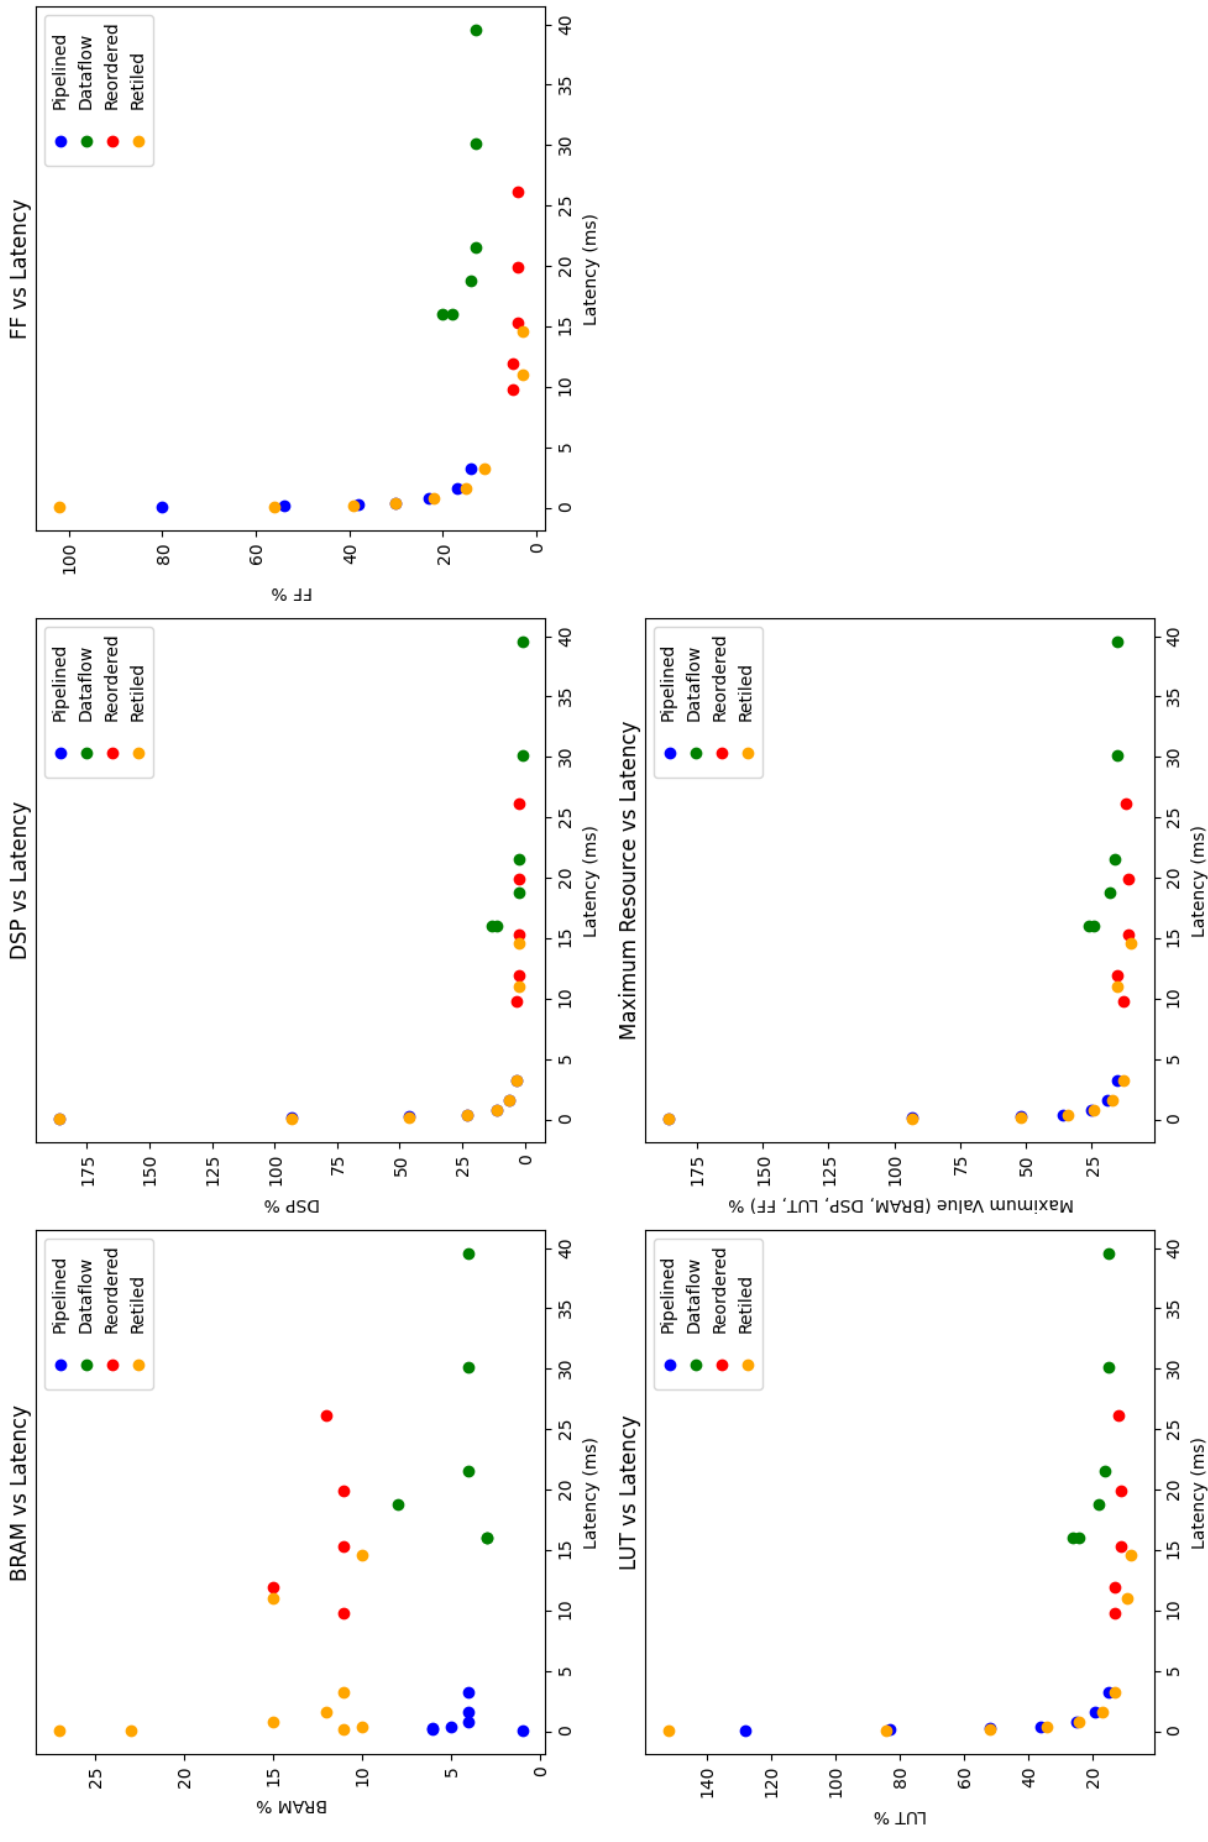 BRAM vs Latency
BRAM %
25
20
15
10
5
0
0 5 10 15 20 25 30 35 40
Latency (ms)
Pipelined
Dataflow
Reordered
Retiled
DSP vs Latency
DSP %
175
150
125
100
75
50
25
0
0 5 10 15 20 25 30 35 40
Latency (ms)
Pipelined
Dataflow
Reordered
Retiled
FF vs Latency
FF %
100
80
60
40
20
0
0 5 10 15 20 25 30 35 40
Latency (ms)
Pipelined
Dataflow
Reordered
Retiled
LUT vs Latency
LUT %
140
120
100
80
60
40
20
0 5 10 15 20 25 30 35 40
Latency (ms)
Pipelined
Dataflow
Reordered
Retiled
Maximum Resource vs Latency
Maximum Value (BRAM, DSP, LUT, FF) %
175
150
125
100
75
50
25
0 5 10 15 20 25 30 35 40
Latency (ms)
Pipelined
Dataflow
Reordered
Retiled